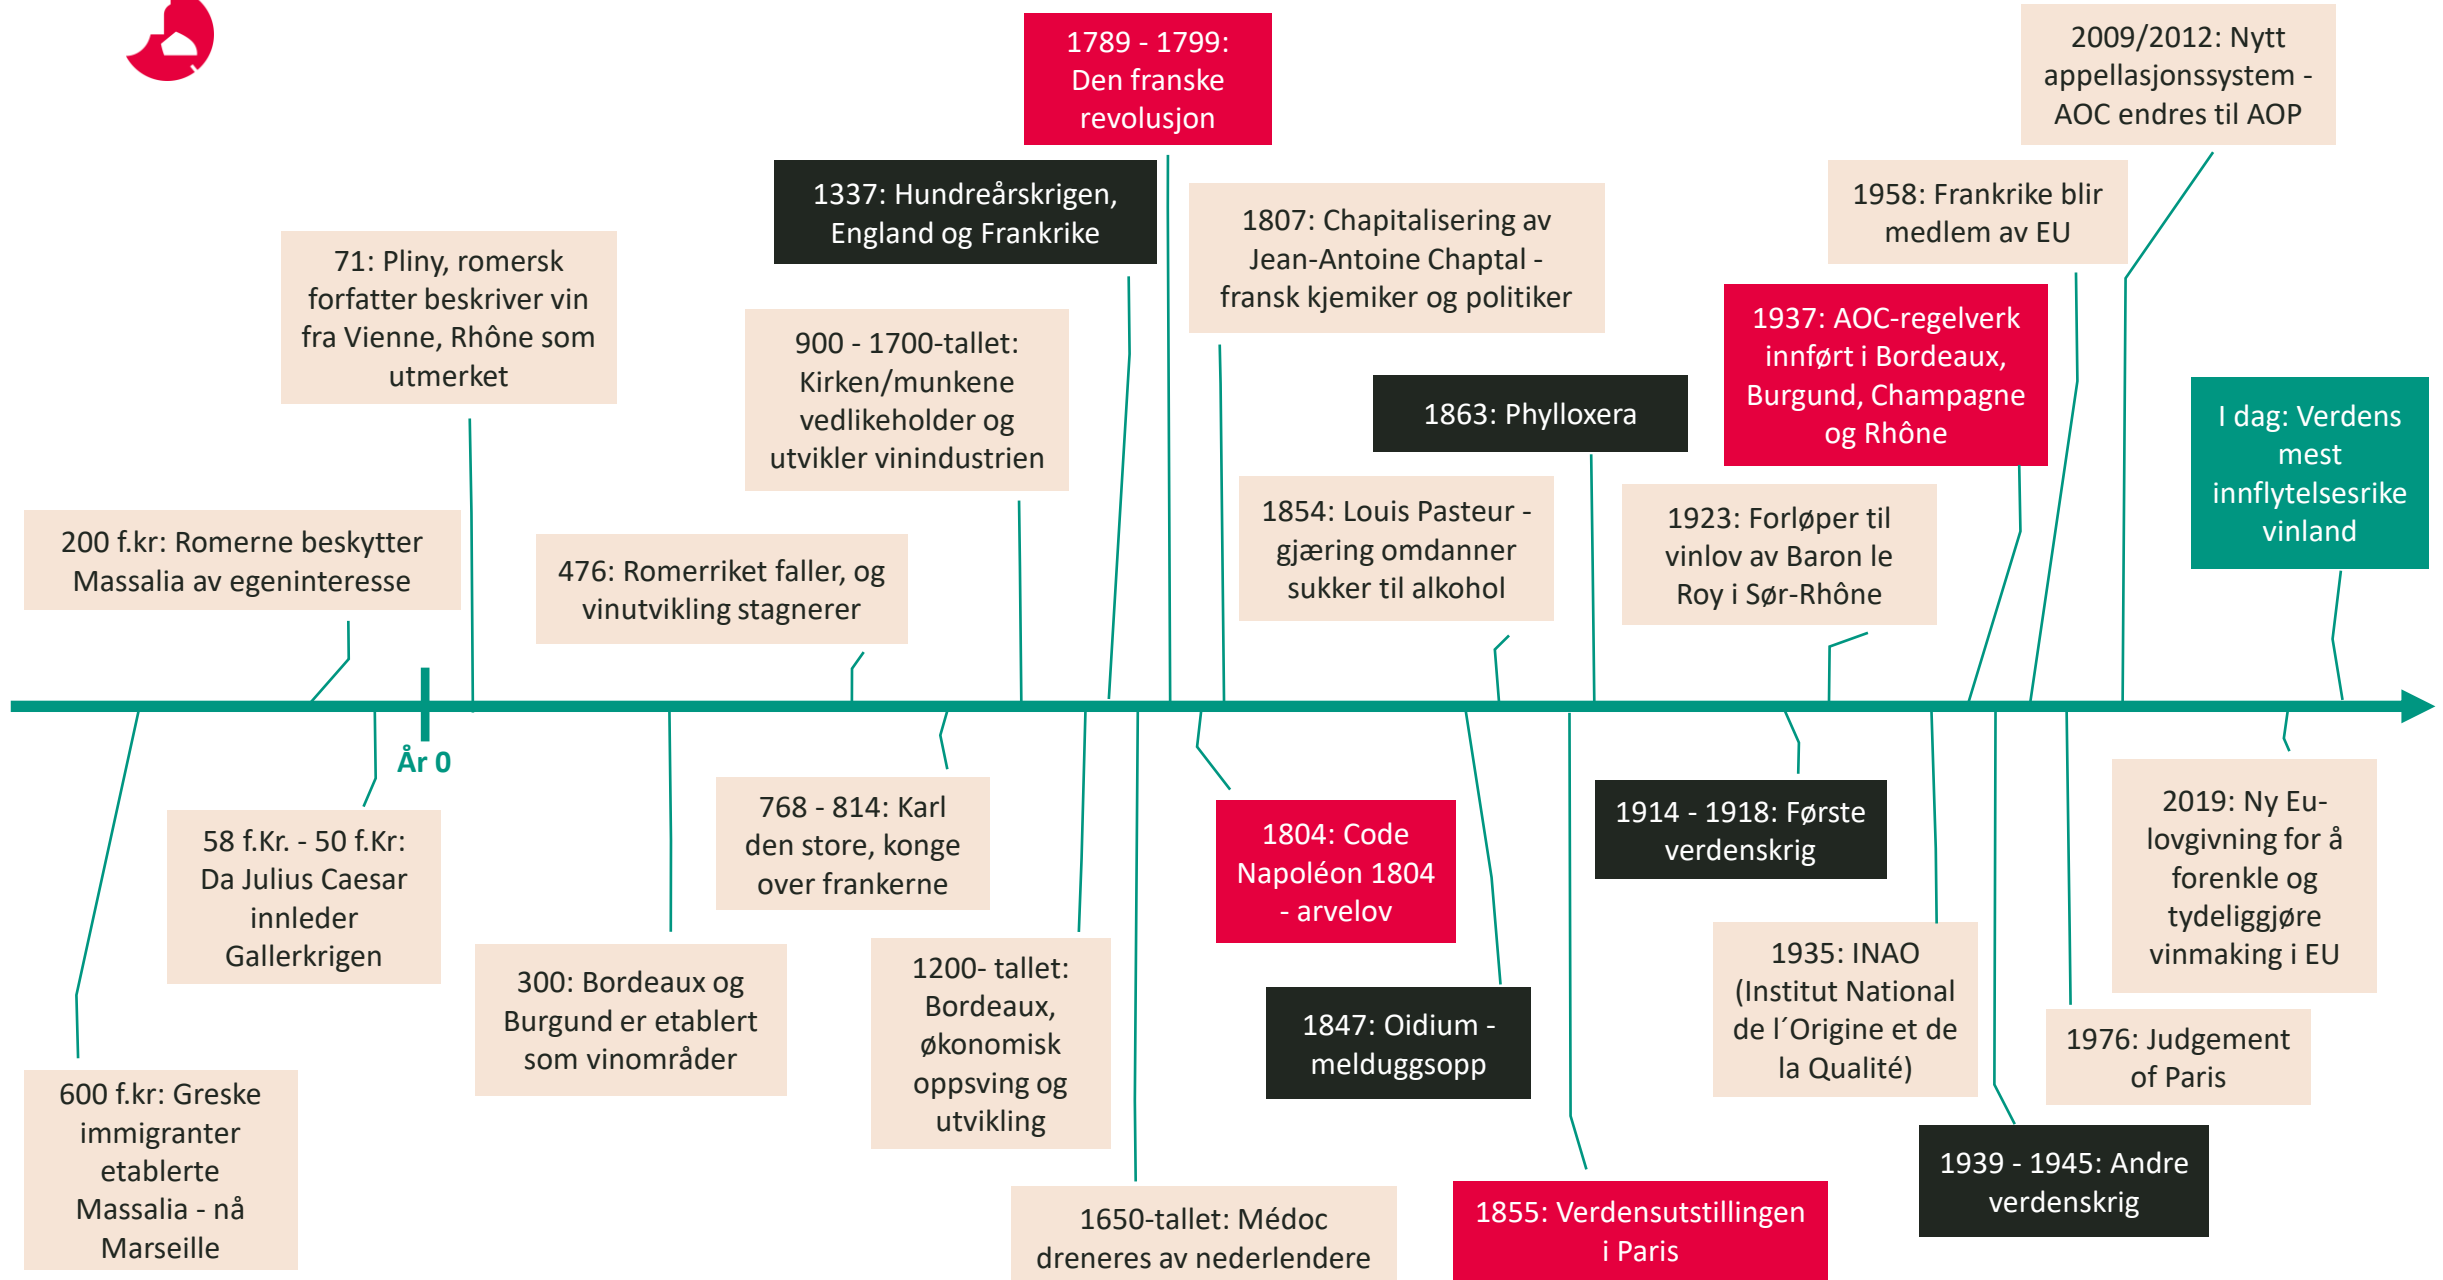 1789 - 1799:
Den franske
revolusjon
2009/2012: Nytt
appellasjonssystem -
AOC endres til AOP
1337: Hundreårskrigen,
England og Frankrike
1807: Chapitalisering av
Jean-Antoine Chaptal -
fransk kjemiker og politiker
1958: Frankrike blir
medlem av EU
71: Pliny, romersk
forfatter beskriver vin
fra Vienne, Rhône som
utmerket
900 - 1700-tallet:
Kirken/munkene
vedlikeholder og
utvikler vinindustrien
1937: AOC-regelverk
innført i Bordeaux,
Burgund, Champagne
og Rhône
1863: Phylloxera
I dag: Verdens
mest
innflytelsesrike
vinland
200 f.kr: Romerne beskytter
Massalia av egeninteresse
476: Romerriket faller, og
vinutvikling stagnerer
1854: Louis Pasteur -
gjæring omdanner
sukker til alkohol
1923: Forløper til
vinlov av Baron le
Roy i Sør-Rhône
År 0
58 f.Kr. - 50 f.Kr:
Da Julius Caesar
innleder
Gallerkrigen
768 - 814: Karl
den store, konge
over frankerne
1804: Code
Napoléon 1804
- arvelov
1914 - 1918: Første
verdenskrig
2019: Ny Eu-
lovgivning for å
forenkle og
tydeliggjøre
vinmaking i EU
300: Bordeaux og
Burgund er etablert
som vinområder
1200- tallet:
Bordeaux,
økonomisk
oppsving og
utvikling
1847: Oidium -
melduggsopp
1935: INAO
(Institut National
de l´Origine et de
la Qualité)
1976: Judgement
of Paris
600 f.kr: Greske
immigranter
etablerte
Massalia - nå
Marseille
1650-tallet: Médoc
dreneres av nederlendere
1855: Verdensutstillingen
i Paris
1939 - 1945: Andre
verdenskrig